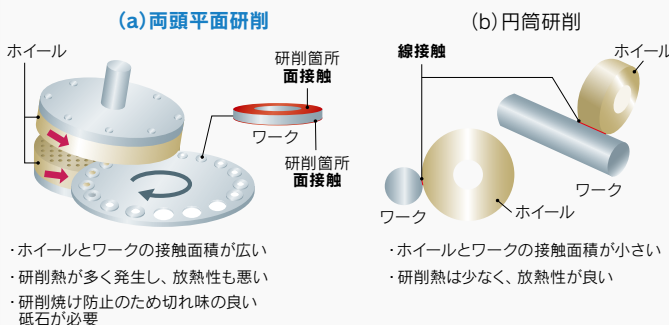 (a)両頭平面研削
ホイール
研削箇所
面接触
ワーク
研削箇所
面接触
・ホイールとワークの接触面積が広い
・研削熱が多く発生し、放熱性も悪い
・研削焼け防止のため切れ味の良い
砥石が必要
(b)円筒研削
線接触
ホイール
ワーク
ワーク
ホイール
・ホイールとワークの接触面積が小さい
・研削熱は少なく、放熱性が良い